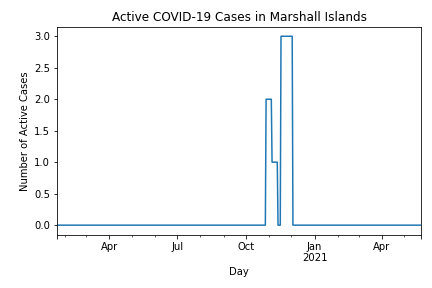 Active COVID-19 Cases in Marshall Islands
3.0
2.5
2.0
1.5
1.0
0.5
0.0
Number of Active Cases
Apr
Jul
Oct
Jan
2021
Apr
Day